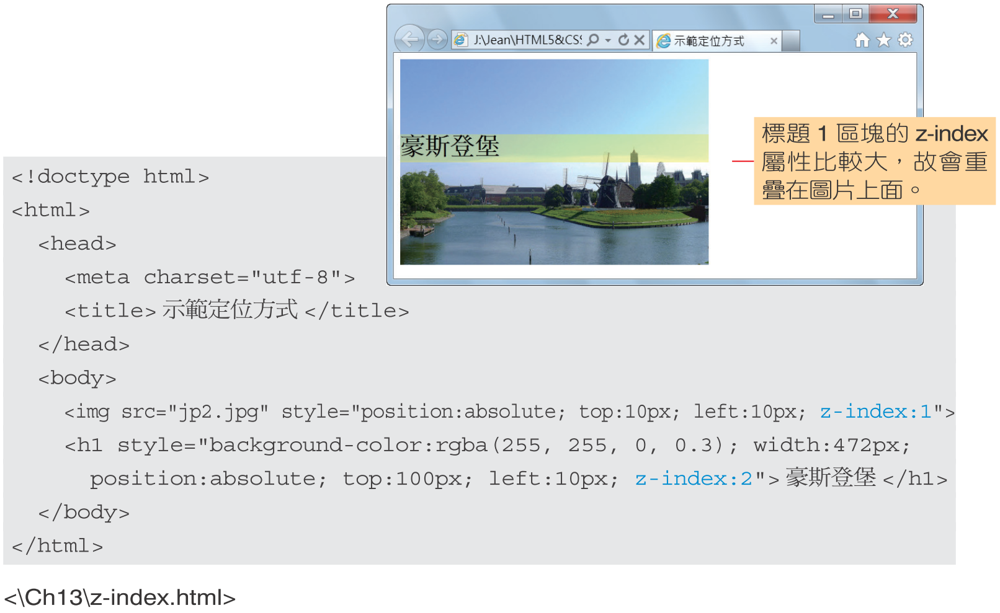 J:\Jean\HTML5&CSS
示範定位方式
豪斯登堡
標題 1 區塊的 z-index
屬性比較大，故會重
疊在圖片上面。
<!doctype html>
<html>
<head>
<meta charset="utf-8">
<title> 示範定位方式 </title>
</head>
<body>
<img src="jp2.jpg" style="position:absolute; top:10px; left:10px; z-index:1">
<h1 style="background-color:rgba(255, 255, 0, 0.3); width:472px;
position:absolute; top:100px; left:10px; z-index:2"> 豪斯登堡 </h1>
</body>
</html>
<\Ch13\z-index.html>